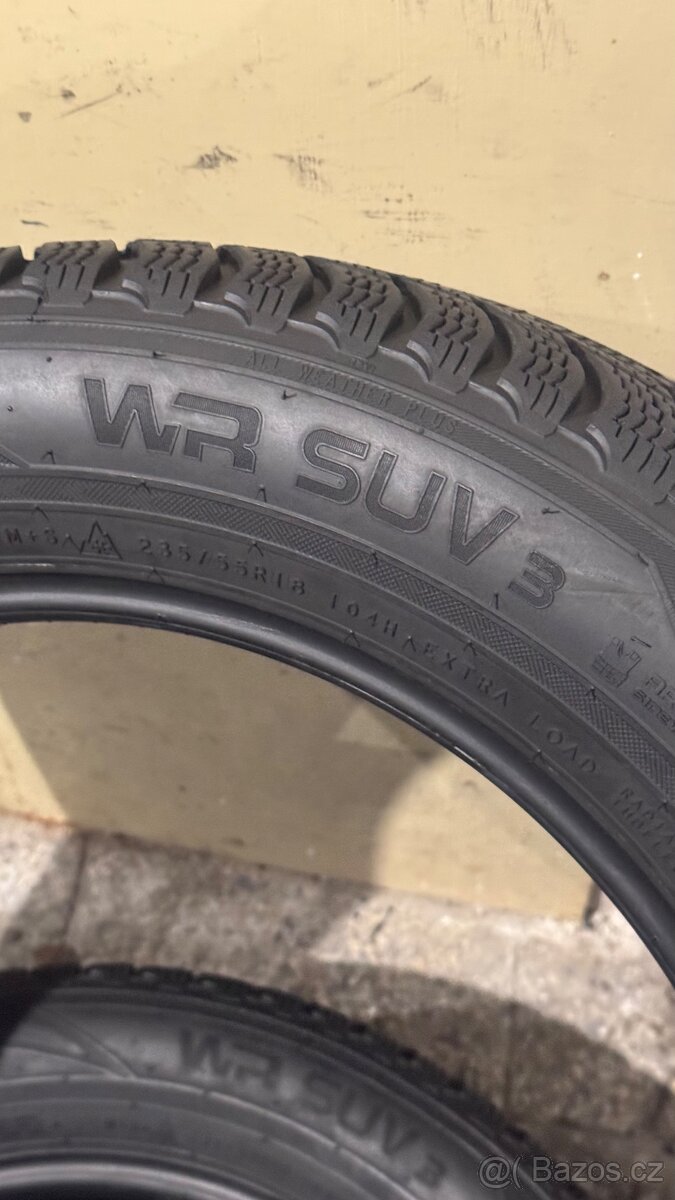 ALL WEATHER PLUS
WR SUV 3
M+S 235/55R18 104H EXTRA LOAD
WR SUV 3
@( Bazos.cz